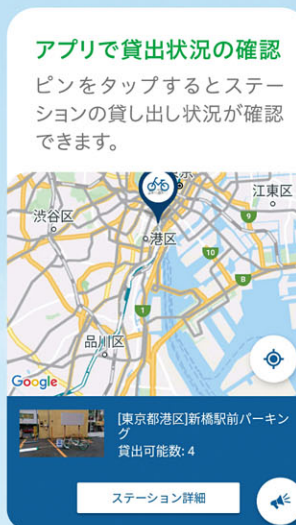 アプリで貸出状況の確認
ピンをタップするとステー
ションの貸し出し状況が確認
できます。
江東区
渋谷区
港区
9
10
B
1
品川区
Google
[東京都港区]新橋駅前パーキン
グ
貸出可能数: 4
ステーション詳細